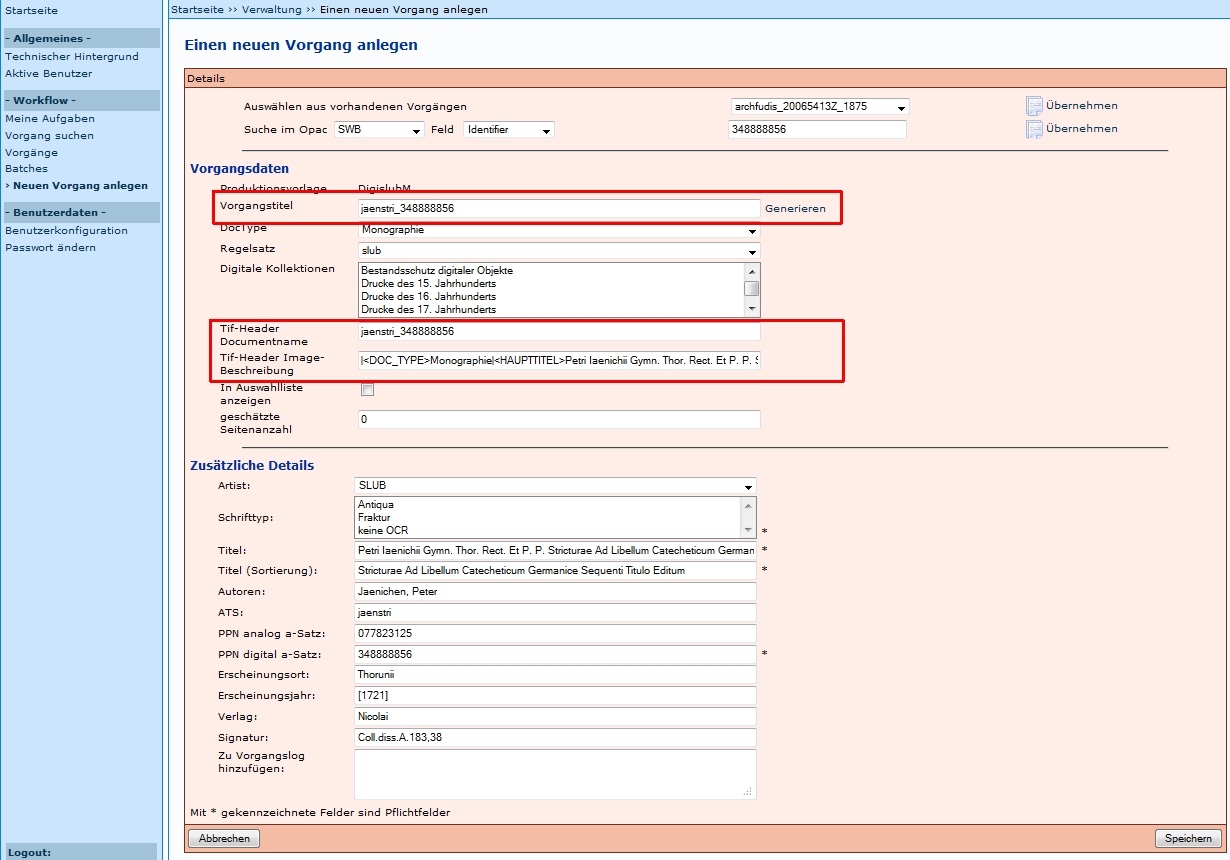 Startseite
- Allgemeines -
Technischer Hintergrund
Aktive Benutzer
- Workflow -
Meine Aufgaben
Vorgang suchen
Vorgänge
Batches
› Neuen Vorgang anlegen
- Benutzerdaten -
Benutzerkonfiguration
Passwort ändern
Logout:
Startseite ›› Verwaltung ›› Einen neuen Vorgang anlegen
Einen neuen Vorgang anlegen
Details
Auswählen aus vorhandenen Vorgängen archfudis_20065413Z_1875 Übernehmen
Suche im Opac SWB Feld Identifier 348888856 Übernehmen
Vorgangsdaten
Produktionsvorlage DigislubM
Vorgangstitel jaenstri_348888856 Generieren
DocType Monographie
Regelsatz slub
Digitale Kollektionen Bestandsschutz digitaler Objekte
Drucke des 15. Jahrhunderts
Drucke des 16. Jahrhunderts
Drucke des 17. Jahrhunderts
Tif-Header
Documentname jaenstri_348888856
Tif-Header Image-
Beschreibung |<DOC_TYPE>Monographie|<HAUPTTITEL>Petri Iaenichii Gymn. Thor. Rect. Et P. P. S
In Auswahlliste
anzeigen
geschätzte
Seitenanzahl 0
Zusätzliche Details
Artist: SLUB
Schrifttyp: Antiqua
Fraktur
keine OCR *
Titel: Petri Iaenichii Gymn. Thor. Rect. Et P. P. Stricturae Ad Libellum Catecheticum German *
Titel (Sortierung): Stricturae Ad Libellum Catecheticum Germanice Sequenti Titulo Editum *
Autoren: Jaenichen, Peter
ATS: jaenstri
PPN analog a-Satz: 077823125
PPN digital a-Satz: 348888856 *
Erscheinungsort: Thorunii
Erscheinungsjahr: [1721]
Verlag: Nicolai
Signatur: Coll.diss.A.183,38
Zu Vorgangslog
hinzufügen:
Mit * gekennzeichnete Felder sind Pflichtfelder
Abbrechen Speichern